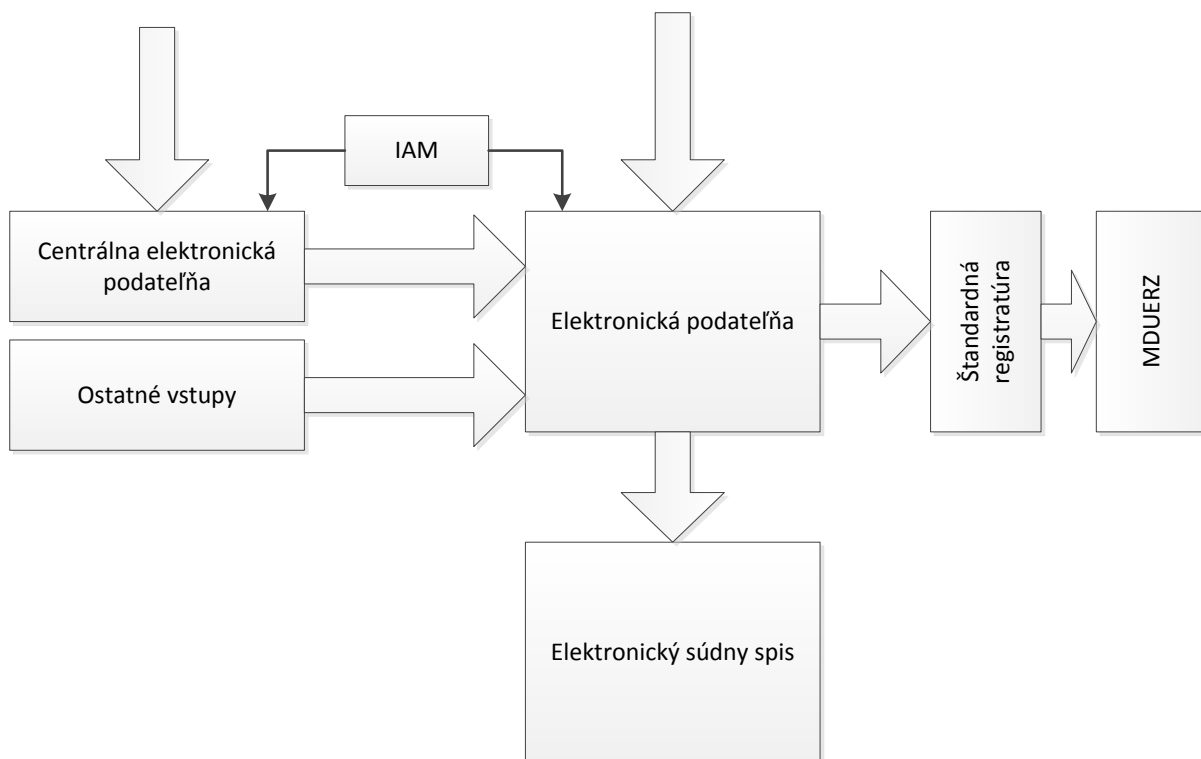 IAM
Centrálna elektronická
podateľňa
Elektronická podateľňa
Štandardná
registratúra
MDUERZ
Ostatné vstupy
Elektronický súdny spis